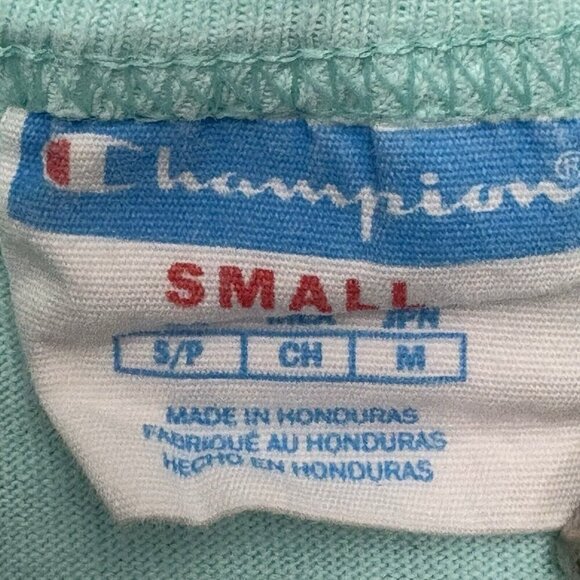 Champion®
SMALL
JPN
S/P CH M
MADE IN HONDURAS
FABRIQUÉ AU HONDURAS
HECHO EN HONDURAS